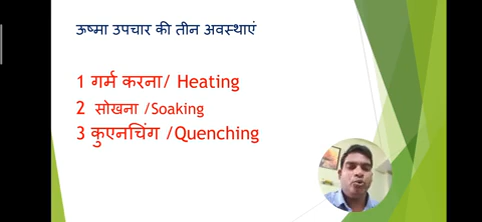 ऊष्मा उपचार की तीन अवस्थाएं
1 गर्म करना/ Heating
2 सोखना /Soaking
3 कुएनचिंग /Quenching